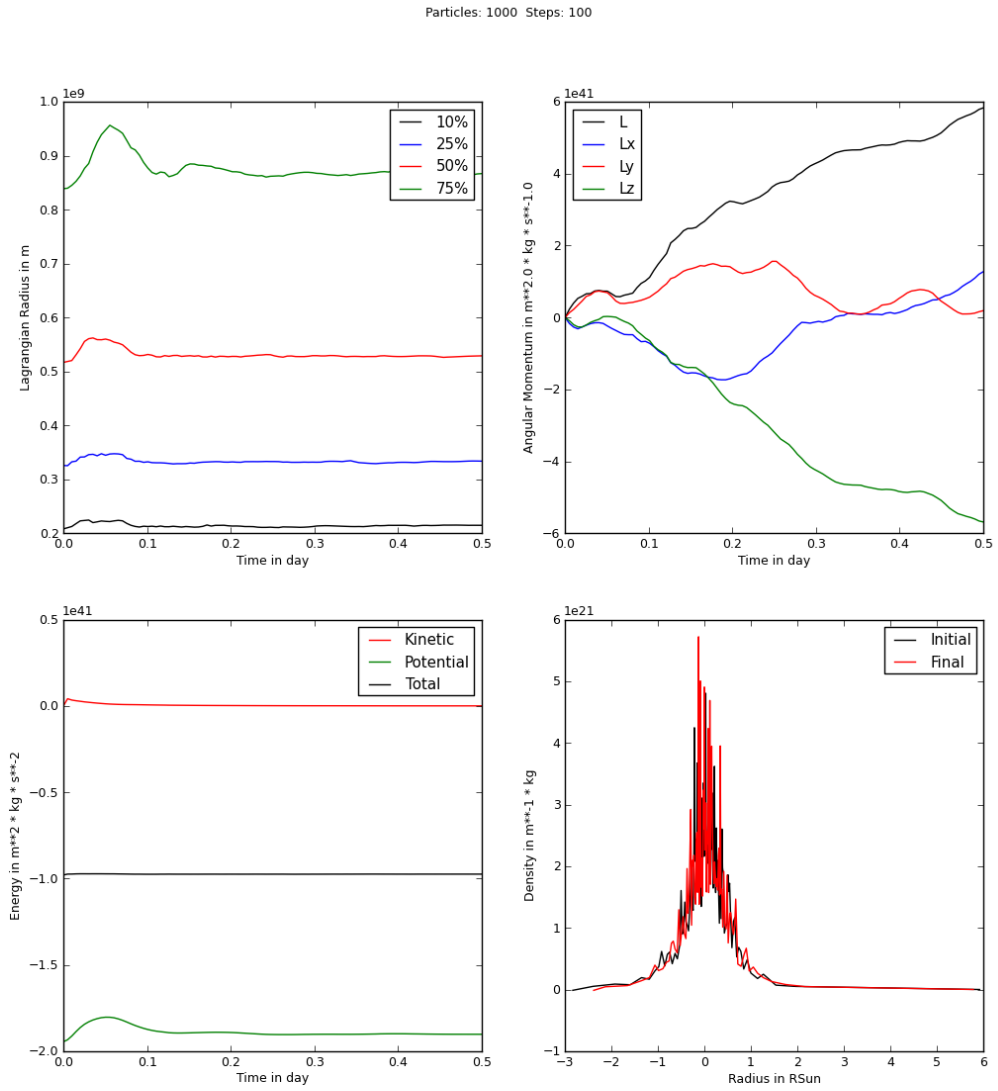 Particles: 1000  Steps: 100
1e9
1.0
0.9
0.8
0.7
0.6
0.5
0.4
0.3
0.2
Lagrangian Radius in m
10%
25%
50%
75%
0.0 0.1 0.2 0.3 0.4 0.5
Time in day
1e41
6
4
2
0
−2
−4
−6
Angular Momentum in m**2.0 * kg * s**-1.0
L
Lx
Ly
Lz
0.0 0.1 0.2 0.3 0.4 0.5
Time in day
1e41
0.5
0.0
−0.5
−1.0
−1.5
−2.0
Energy in m**2 * kg * s**-2
Kinetic
Potential
Total
0.0 0.1 0.2 0.3 0.4 0.5
Time in day
1e21
6
5
4
3
2
1
0
−1
Density in m**-1 * kg
Initial
Final
−3 −2 −1 0 1 2 3 4 5 6
Radius in RSun